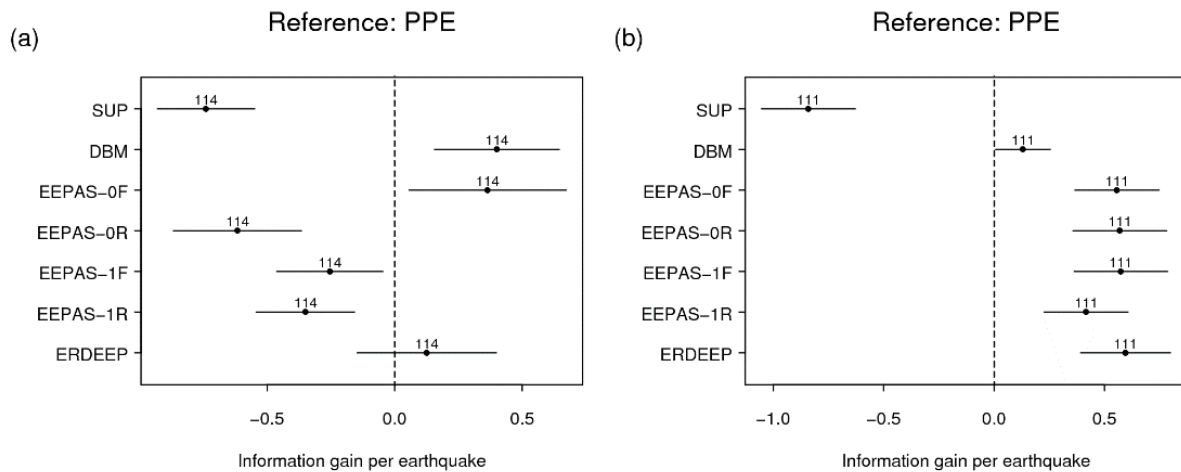 (a)
Reference: PPE
SUP
DBM
EEPAS−0F
EEPAS−0R
EEPAS−1F
EEPAS−1R
ERDEEP
114
114
114
114
114
114
114
−0.5
0.0
0.5
Information gain per earthquake
(b)
Reference: PPE
SUP
DBM
EEPAS−0F
EEPAS−0R
EEPAS−1F
EEPAS−1R
ERDEEP
111
111
111
111
111
111
111
−1.0
−0.5
0.0
0.5
Information gain per earthquake